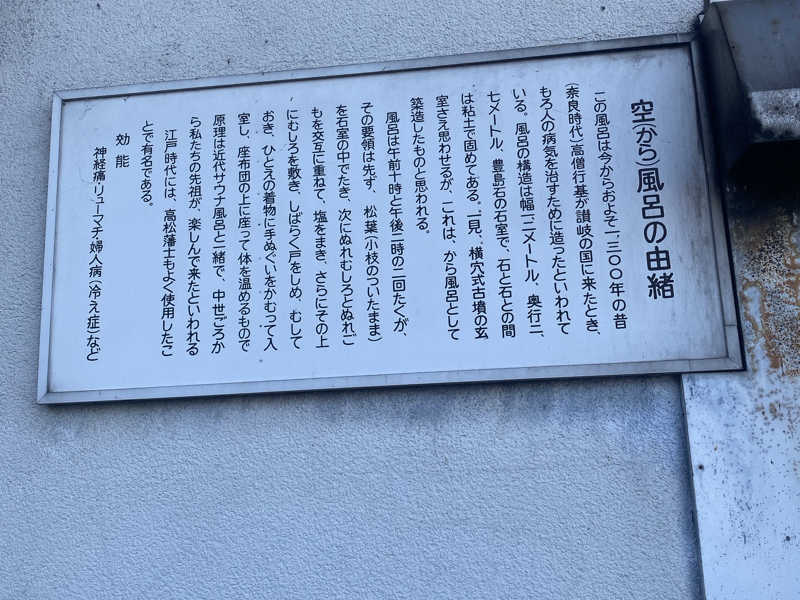 空(から)風呂の由緒
この風呂は今からおよそ一、三〇〇年の昔
(奈良時代)高僧行基が讃岐の国に来たとき、
もろ人の病気を治すために造ったといわれて
いる。風呂の構造は幅一、二メートル、奥行二、
七メートル、豊島石の石室で、石と石との間
は粘土で固めてある。一見、横穴式古墳の玄
室さえ思わせるが、これは、から風呂として
築造したものと思われる。
風呂は午前十時と午後二時の二回たくが、
その要領は先ず、松葉(小枝のついたまま)
を石室の中でたき、次にぬれむしろとぬれご
もを交互に重ねて、塩をまき、さらにその上
にむしろを敷き、しばらく戸をしめ、むして
おき、ひとえの着物に手ぬぐいをかむって入
室し、座布団の上に座って体を温めるもので
原理は近代サウナ風呂と一緒で、中世ごろか
ら私たちの先祖が、楽しんで来たといわれる
江戸時代には、高松藩士もよく使用したこ
とで有名である。
効能
神経痛・リューマチ・婦人病(冷え症)など